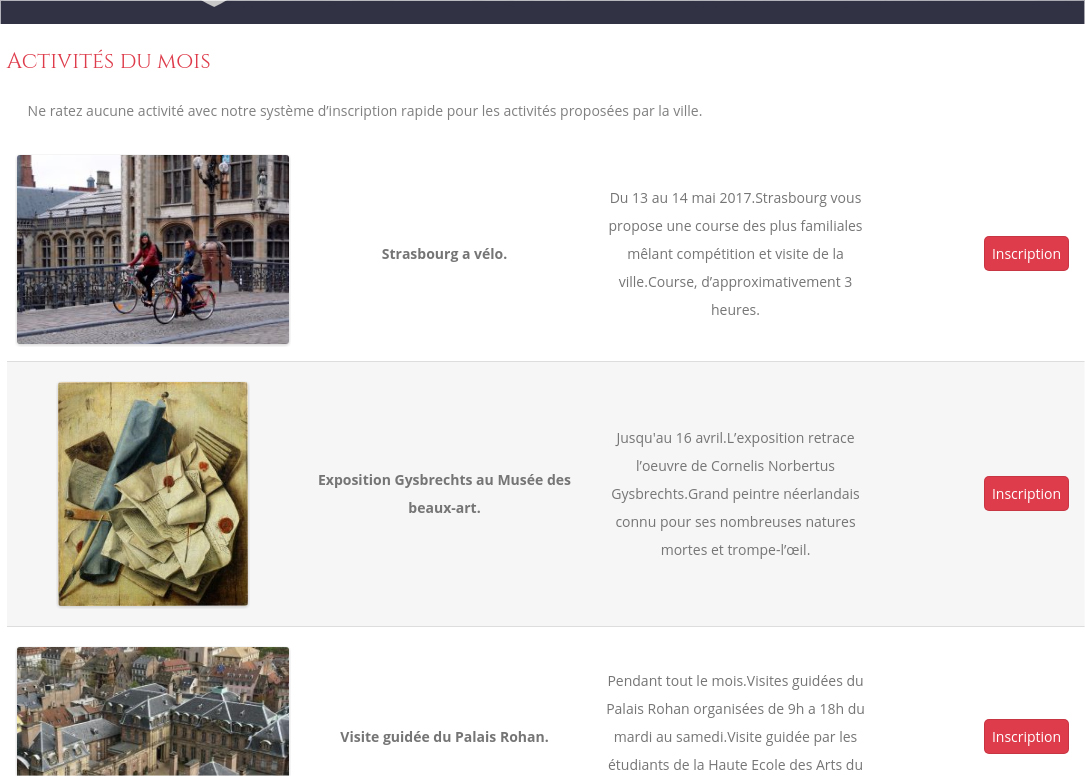 Activités du mois
Ne ratez aucune activité avec notre système d’inscription rapide pour les activités proposées par la ville.
Strasbourg a vélo.
Du 13 au 14 mai 2017.Strasbourg vous
propose une course des plus familiales
mêlant compétition et visite de la
ville.Course, d’approximativement 3
heures.
Inscription
Exposition Gysbrechts au Musée des
beaux-art.
Jusqu'au 16 avril.L’exposition retrace
l’oeuvre de Cornelis Norbertus
Gysbrechts.Grand peintre néerlandais
connu pour ses nombreuses natures
mortes et trompe-l’œil.
Inscription
Visite guidée du Palais Rohan.
Pendant tout le mois.Visites guidées du
Palais Rohan organisées de 9h a 18h du
mardi au samedi.Visite guidée par les
étudiants de la Haute Ecole des Arts du
Inscription